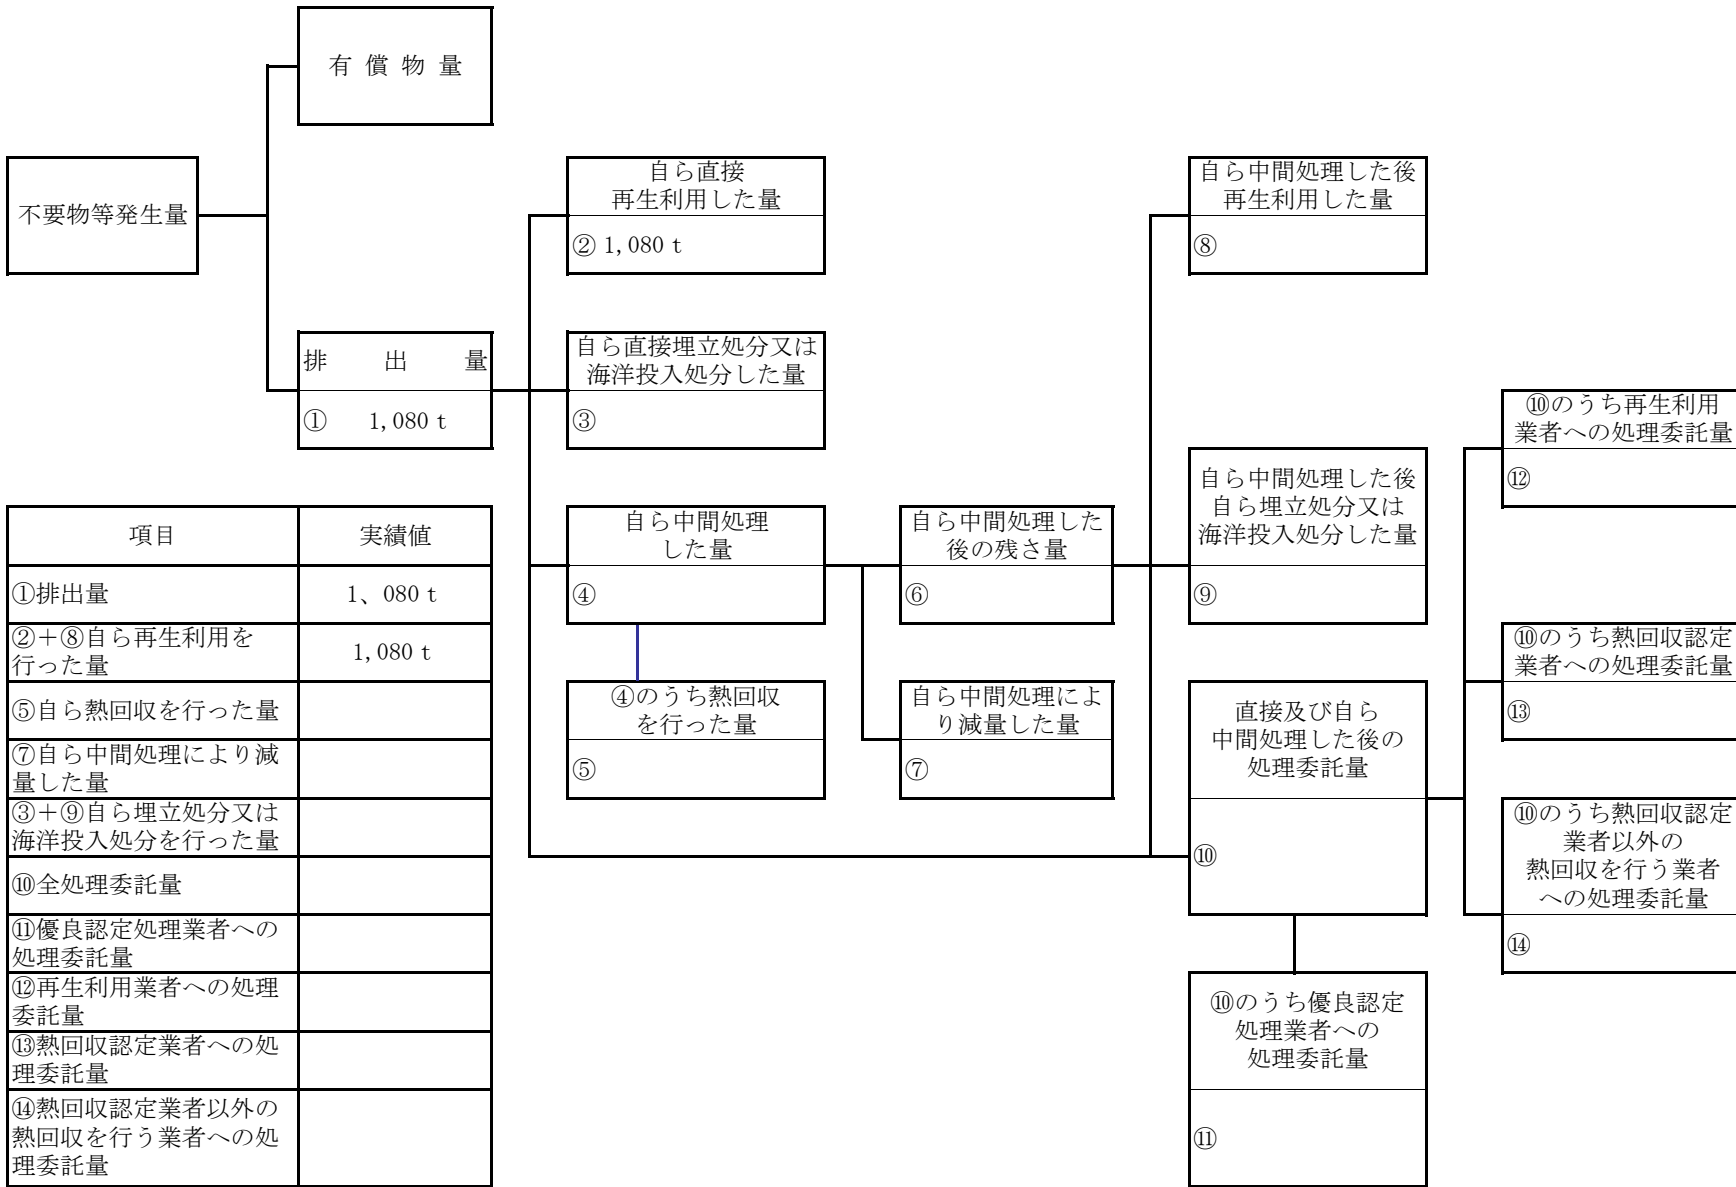 有償物量
不要物等発生量
自ら直接
再生利用した量
② 1,080 t
自ら中間処理した後
再生利用した量
⑧
排出量
① 1,080 t
自ら直接埋立処分又は
海洋投入処分した量
③
⑩のうち再生利用
業者への処理委託量
⑫
自ら中間処理した後
自ら埋立処分又は
海洋投入処分した量
⑨
自ら中間処理
した量
④
自ら中間処理した
後の残さ量
⑥
④のうち熱回収
を行った量
⑤
自ら中間処理によ
り減量した量
⑦
直接及び自ら
中間処理した後の
処理委託量
⑩
⑩のうち熱回収認定
業者への処理委託量
⑬
⑩のうち熱回収認定
業者以外の
熱回収を行う業者
への処理委託量
⑭
⑩のうち優良認定
処理業者への
処理委託量
⑪
項目 実績値
①排出量 1、080 t
②+⑧自ら再生利用を
行った量 1,080 t
⑤自ら熱回収を行った量
⑦自ら中間処理により減
量した量
③+⑨自ら埋立処分又は
海洋投入処分を行った量
⑩全処理委託量
⑪優良認定処理業者への
処理委託量
⑫再生利用業者への処理
委託量
⑬熱回収認定業者への処
理委託量
⑭熱回収認定業者以外の
熱回収を行う業者への処
理委託量